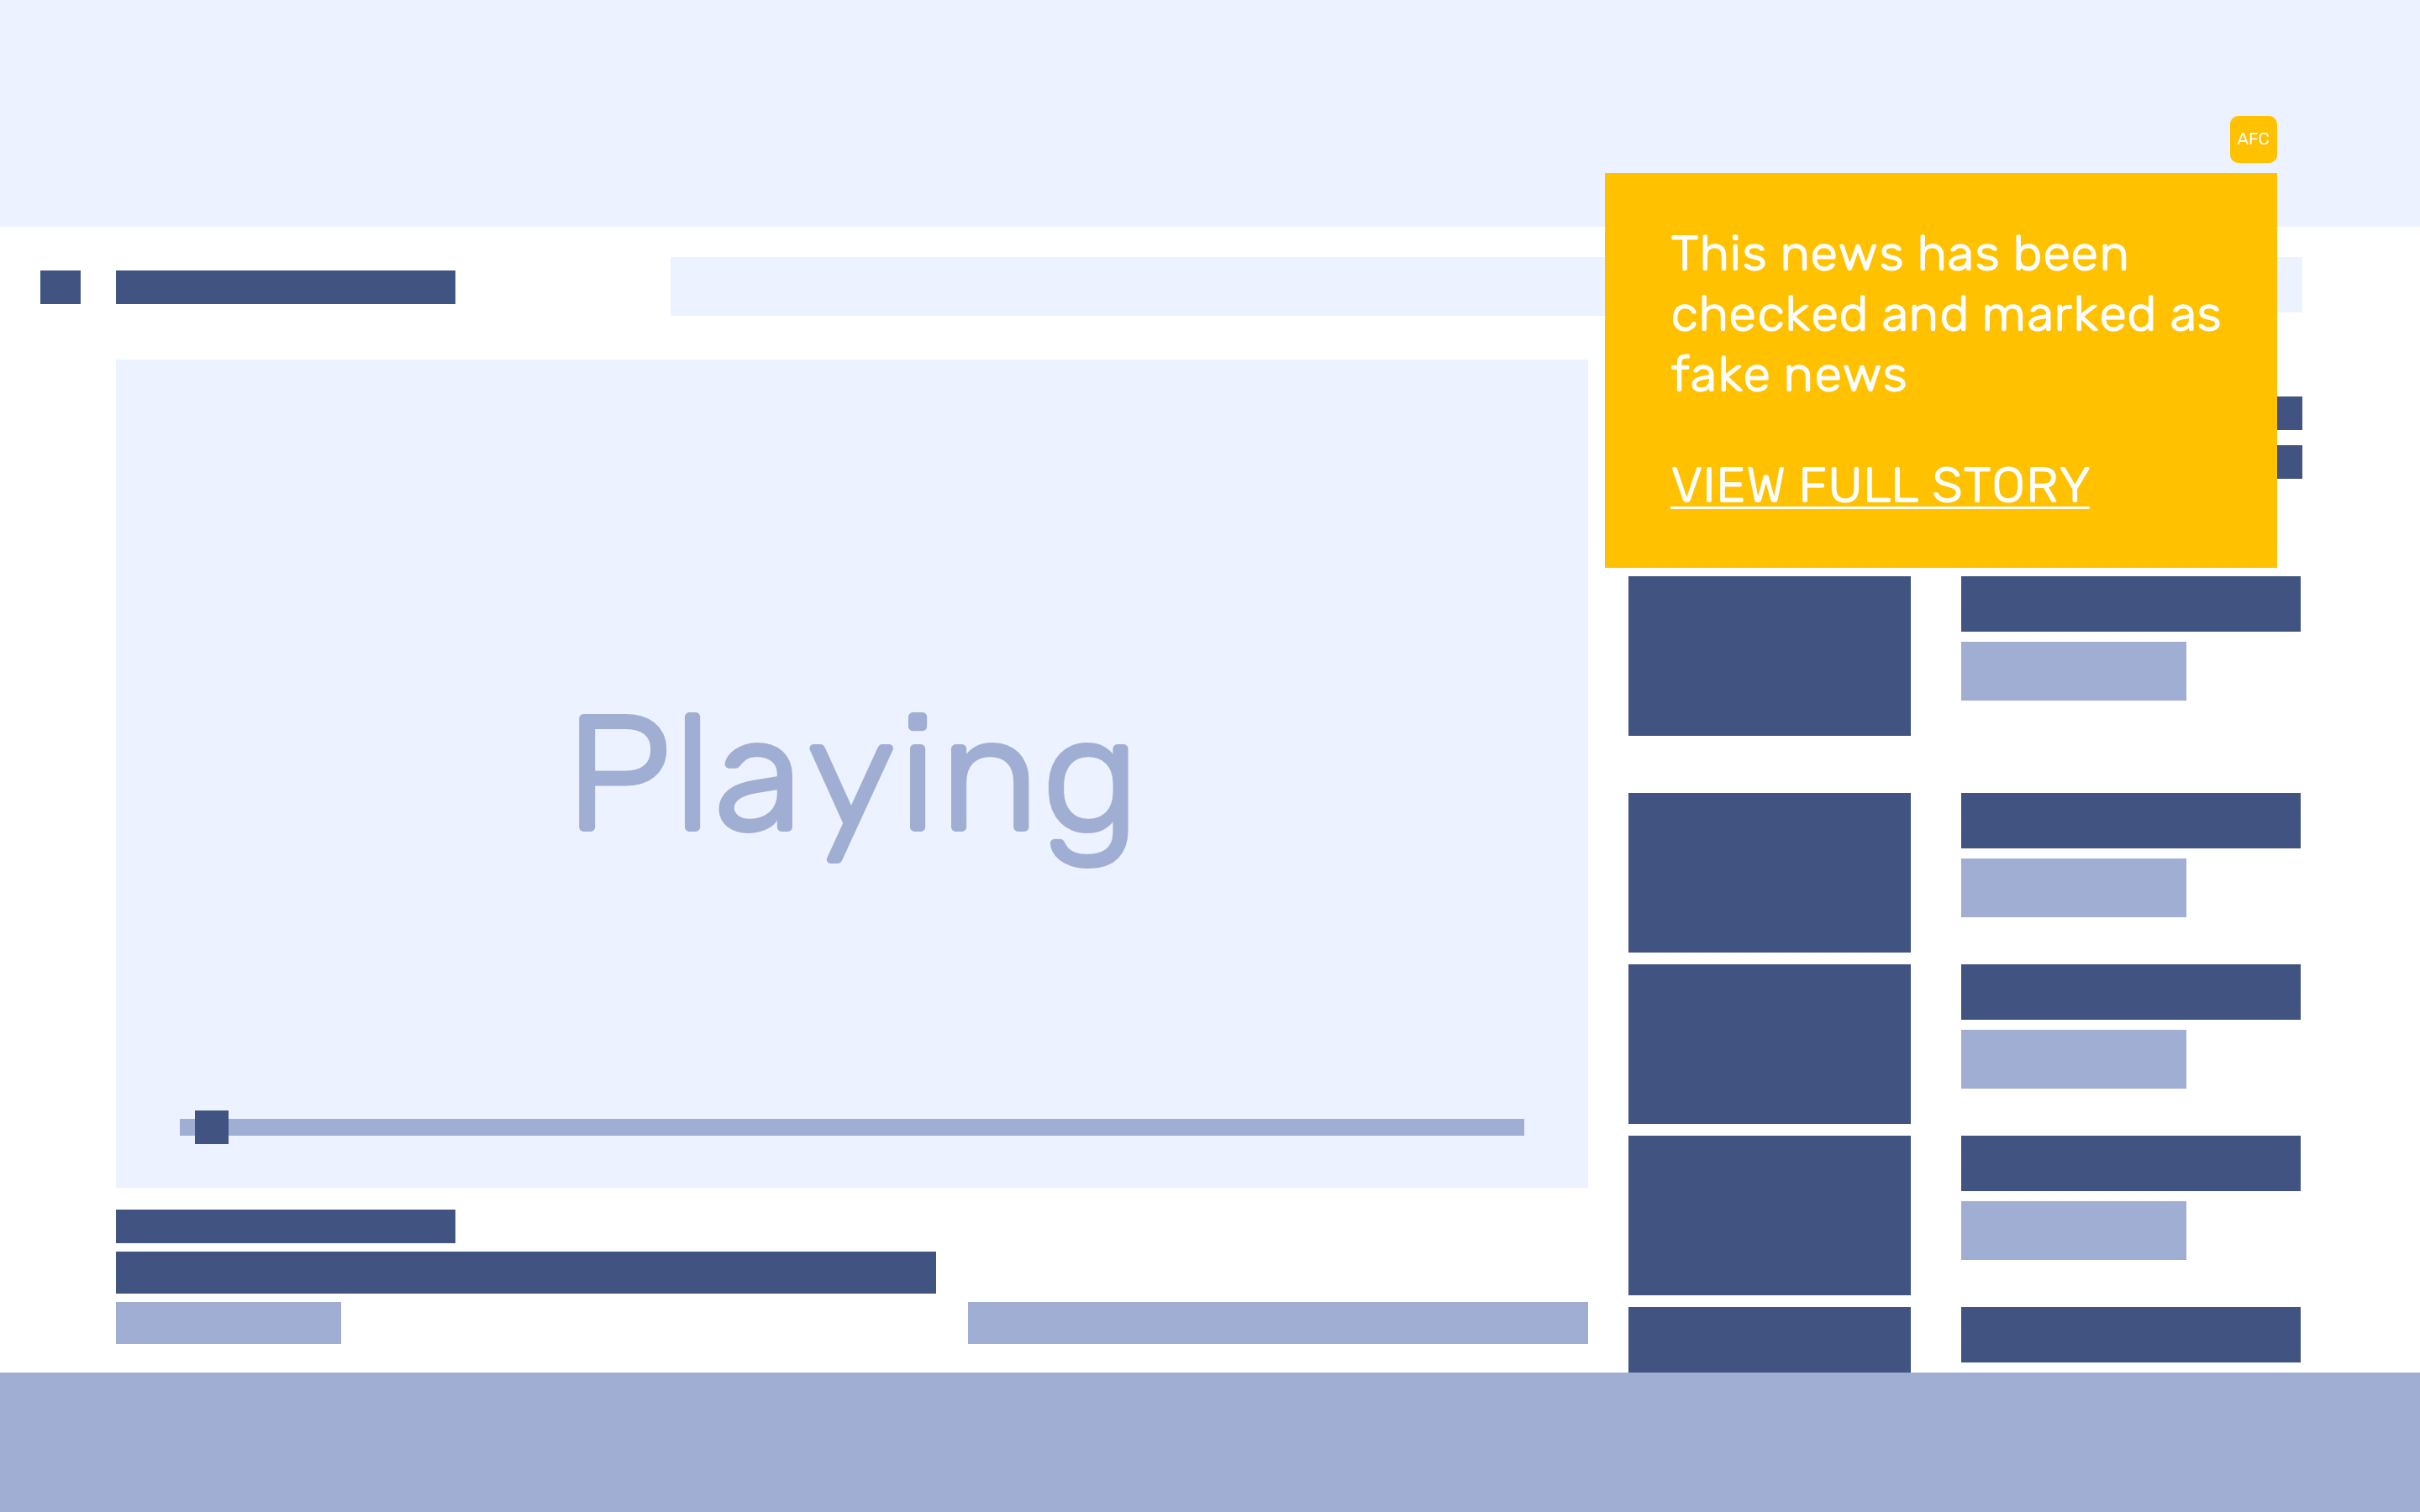 AFC
This news has been
checked and marked as
fake news
VIEW FULL STORY
Playing